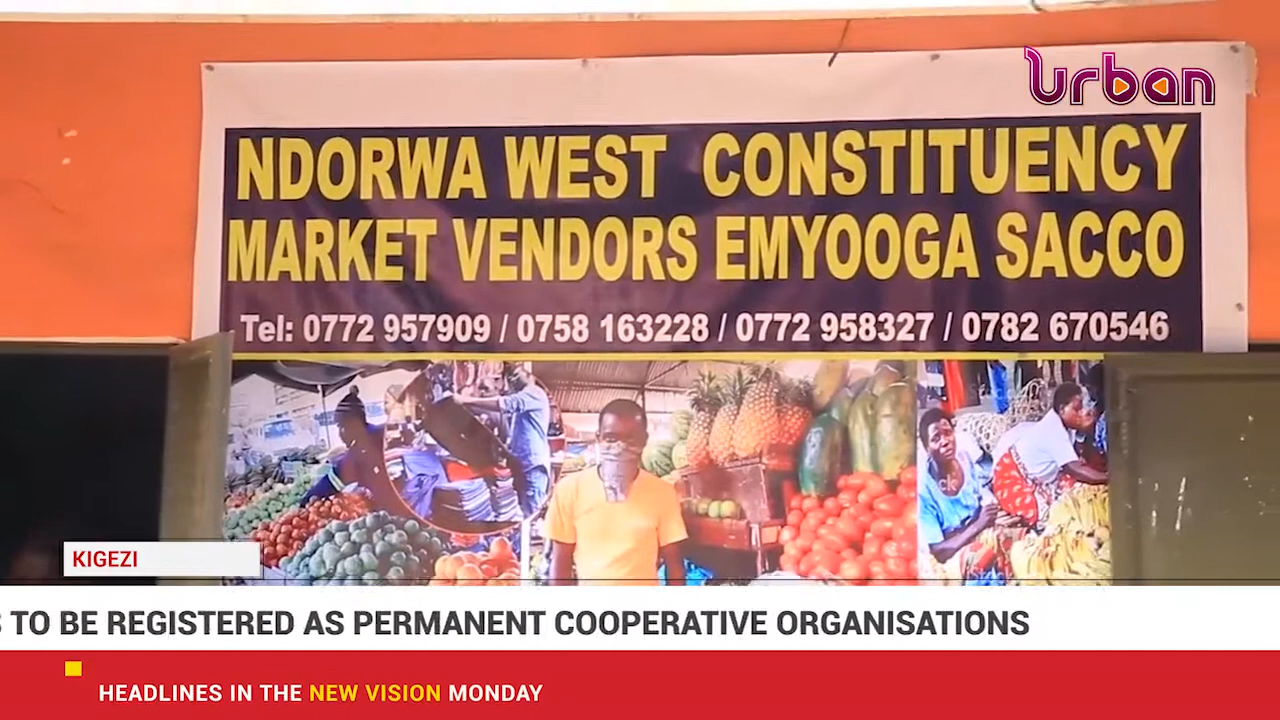 Urban
NDORWA WEST CONSTITUENCY
MARKET VENDORS EMYOOGA SACCO
Tel: 0772 957909 / 0758 163228 / 0772 958327 / 0782 670546
KIGEZI
TO BE REGISTERED AS PERMANENT COOPERATIVE ORGANISATIONS
HEADLINES IN THE NEW VISION MONDAY